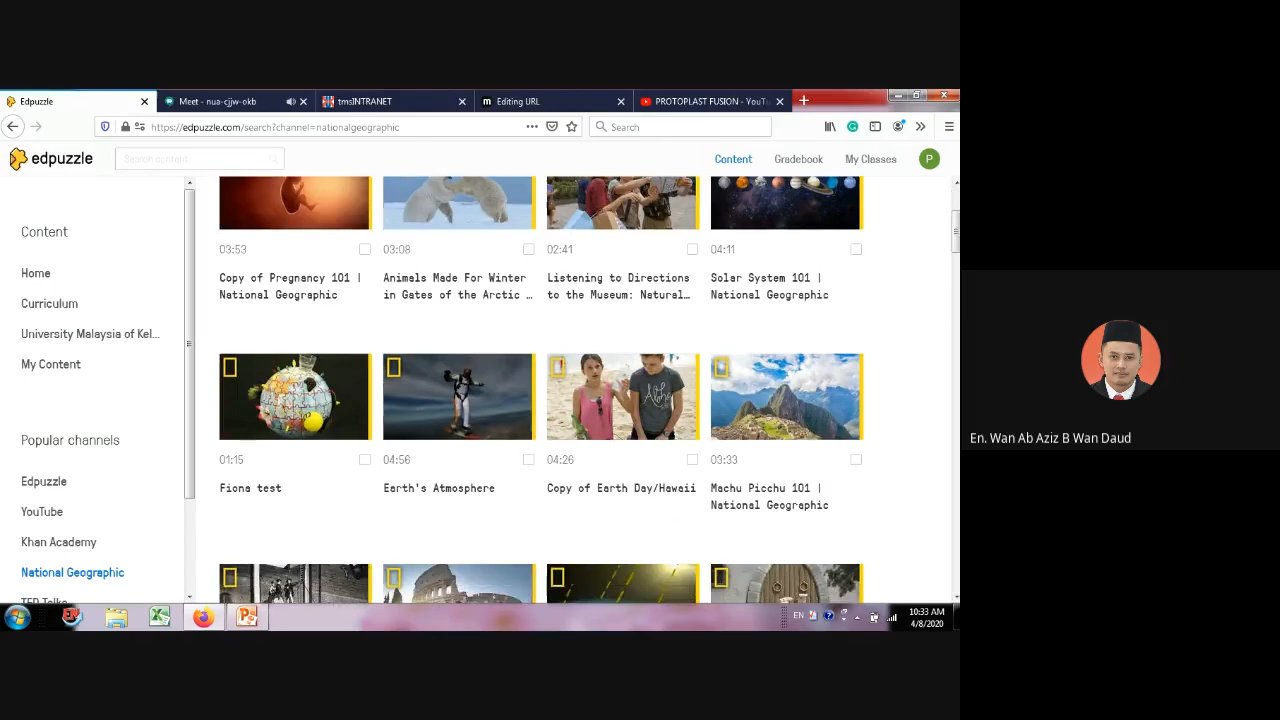 Edpuzzle
Meet - nua-cjjw-okb
tmsINTRANET
Editing URL
PROTOPLAST FUSION - YouTu
https://edpuzzle.com/search?channel=nationalgeographic
Search
edpuzzle
Search content
Content
Gradebook
My Classes
P
Content
Home
Curriculum
University Malaysia of Kel...
My Content
Popular channels
Edpuzzle
YouTube
Khan Academy
National Geographic
TED Talks
03:53
Copy of Pregnancy 101 |
National Geographic
03:08
Animals Made For Winter
in Gates of the Arctic …
02:41
Listening to Directions
to the Museum: Natural…
04:11
Solar System 101 |
National Geographic
01:15
Fiona test
04:56
Earth's Atmosphere
04:26
Copy of Earth Day/Hawaii
03:33
Machu Picchu 101 |
National Geographic
EN
10:33 AM
4/8/2020
En. Wan Ab Aziz B Wan Daud